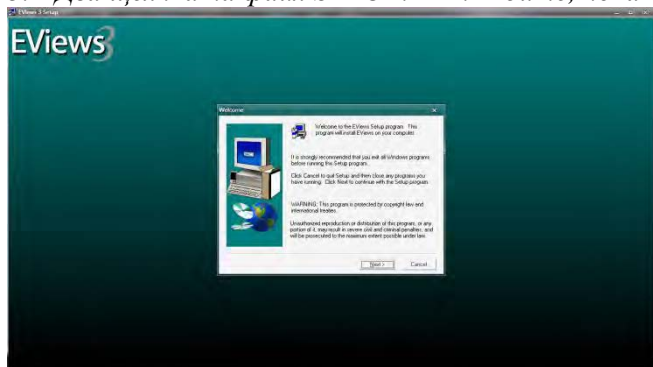 EViews 3 Setup
EViews3
Welcome
Welcome to the EViews Setup program. This
program will install EViews on your computer.
It is strongly recommended that you exit all Windows programs
before running this Setup program.
Click Cancel to quit Setup and then close any programs you
have running. Click Next to continue with the Setup program.
WARNING: This program is protected by copyright law and
international treaties.
Unauthorized reproduction or distribution of this program, or any
portion of it, may result in severe civil and criminal penalties, and
will be prosecuted to the maximum extent possible under law.
Next >
Cancel